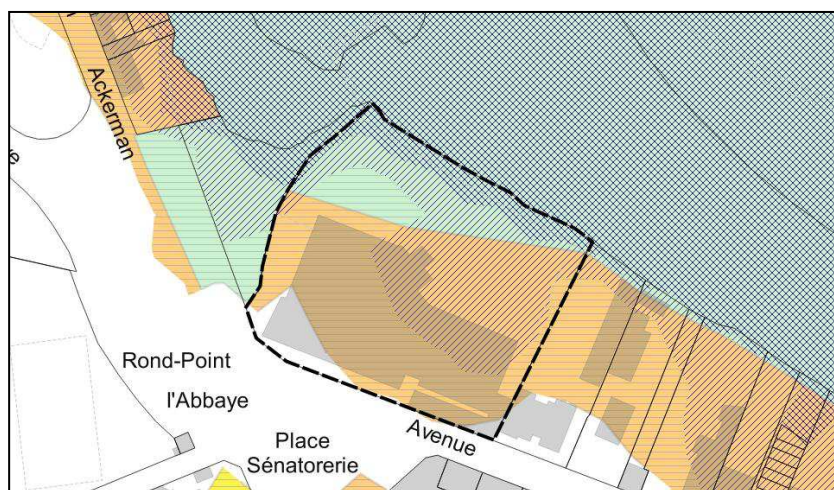 Ackerman
Rond-Point
l'Abbaye
Place
Sénatorerie
Avenue